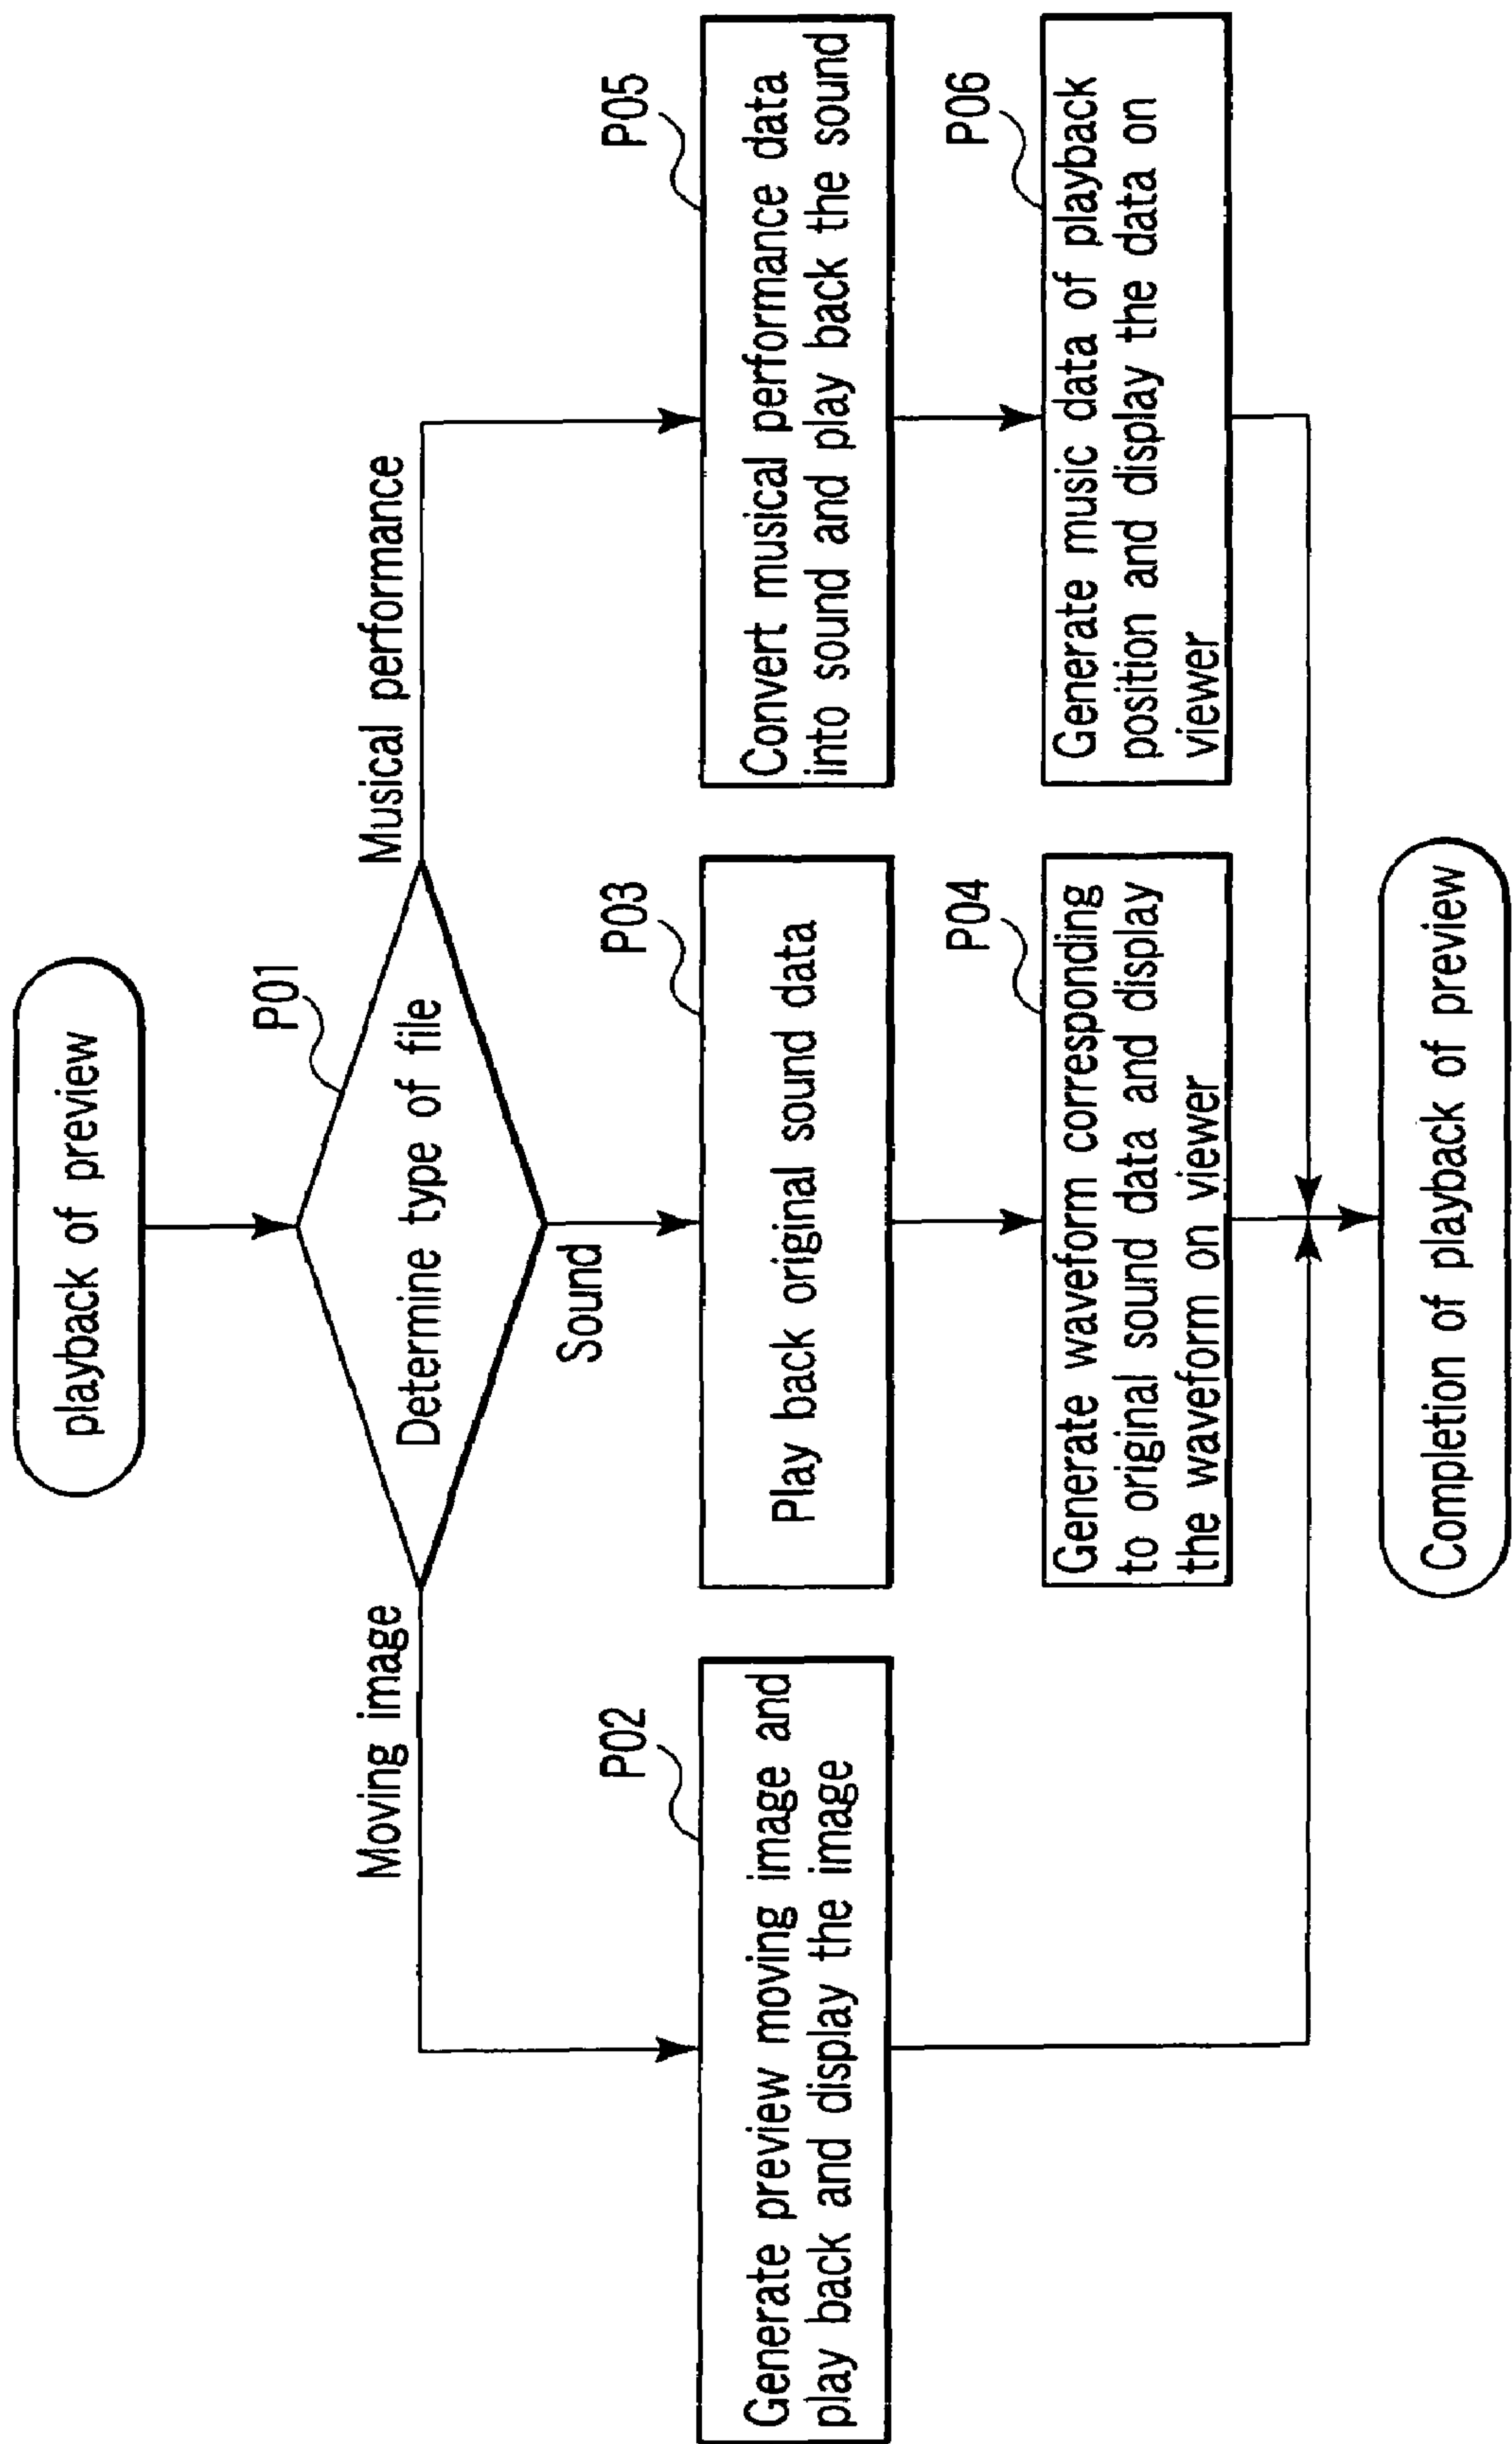 playback of preview
P01
Determine type of file
Moving image
Musical performance
Sound
P02
Generate preview moving image and
play back and display the image
P03
Play back original sound data
P05
Convert musical performance data
into sound and play back the sound
P04
Generate waveform corresponding
to original sound data and display
the waveform on viewer
P06
Generate music data of playback
position and display the data on
viewer
Completion of playback of preview